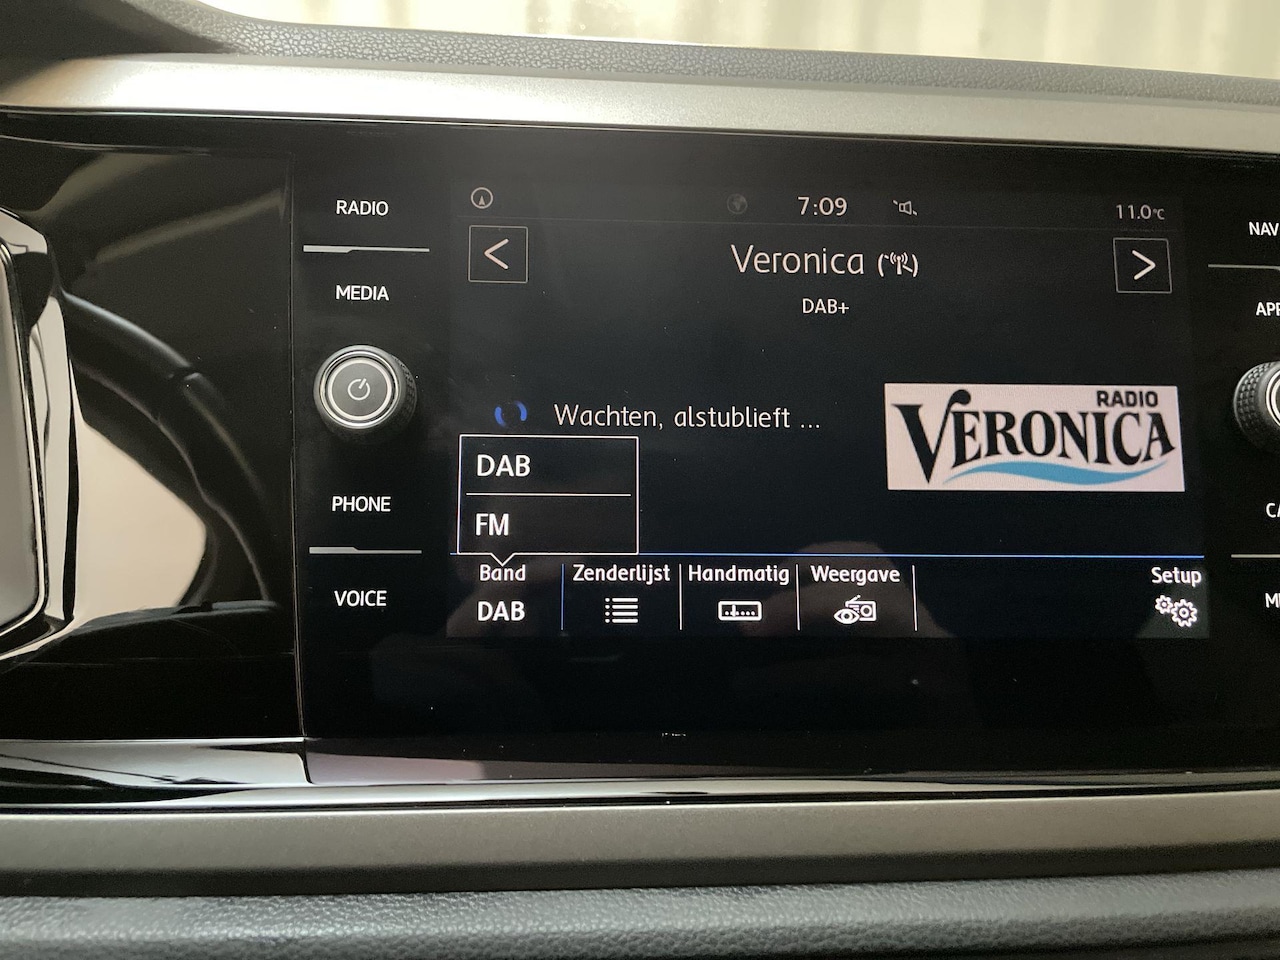 RADIO
MEDIA
PHONE
VOICE
7:09
11.0°C
<
Veronica
>
DAB+
Wachten, alstublieft ...
RADIO
VERONICA
DAB
FM
Band
DAB
Zenderlijst
Handmatig
Weergave
Setup
NAV